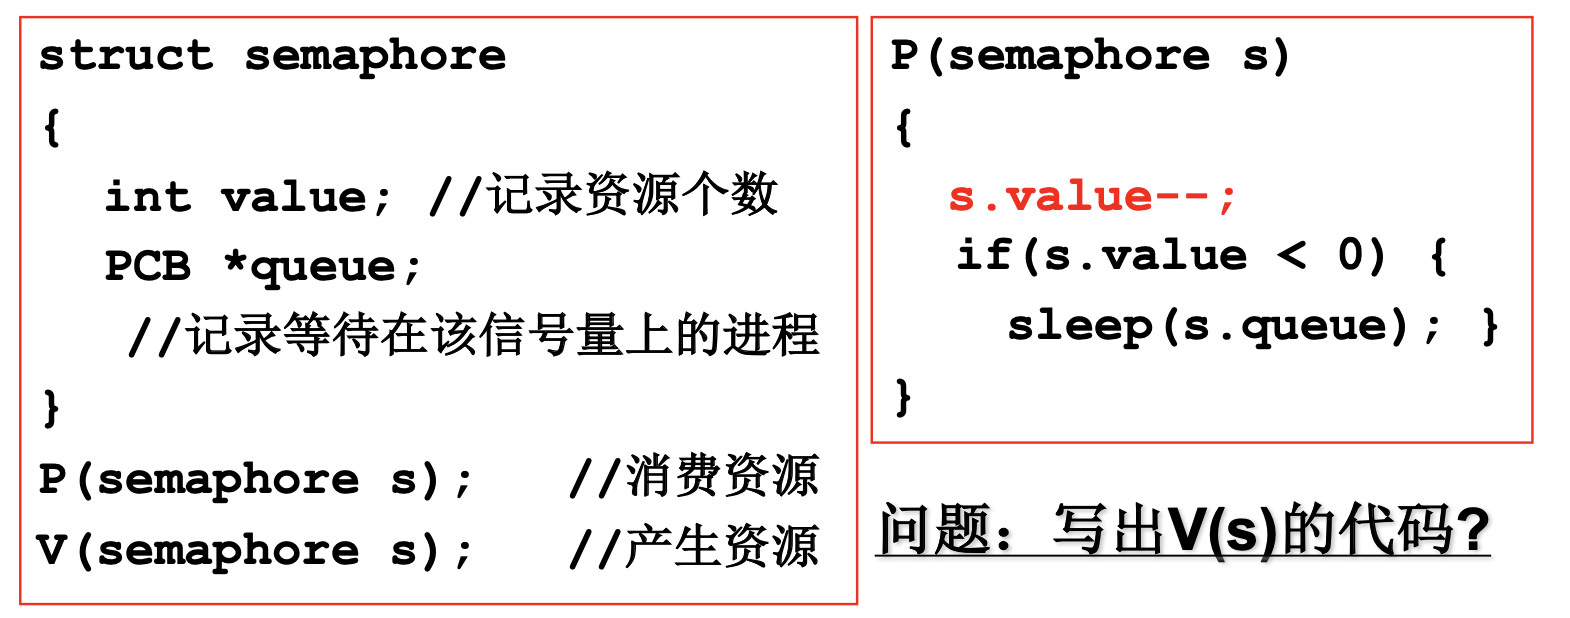 struct semaphore
{
int value; //记录资源个数
PCB *queue;
//记录等待在该信号量上的进程
}
P(semaphore s); //消费资源
V(semaphore s); //产生资源
P(semaphore s)
{
s.value--;
if(s.value < 0) {
sleep(s.queue); }
}
问题：写出V(s)的代码?